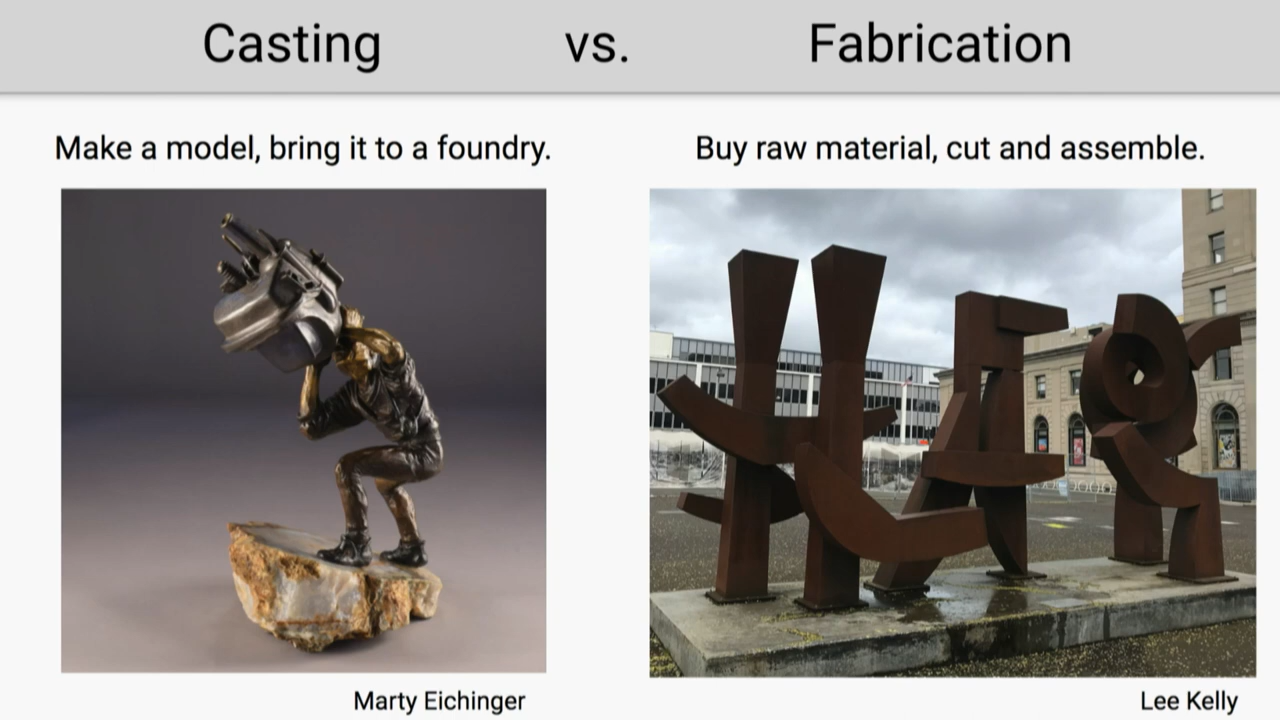 Casting vs. Fabrication
Make a model, bring it to a foundry.
Buy raw material, cut and assemble.
Marty Eichinger
Lee Kelly